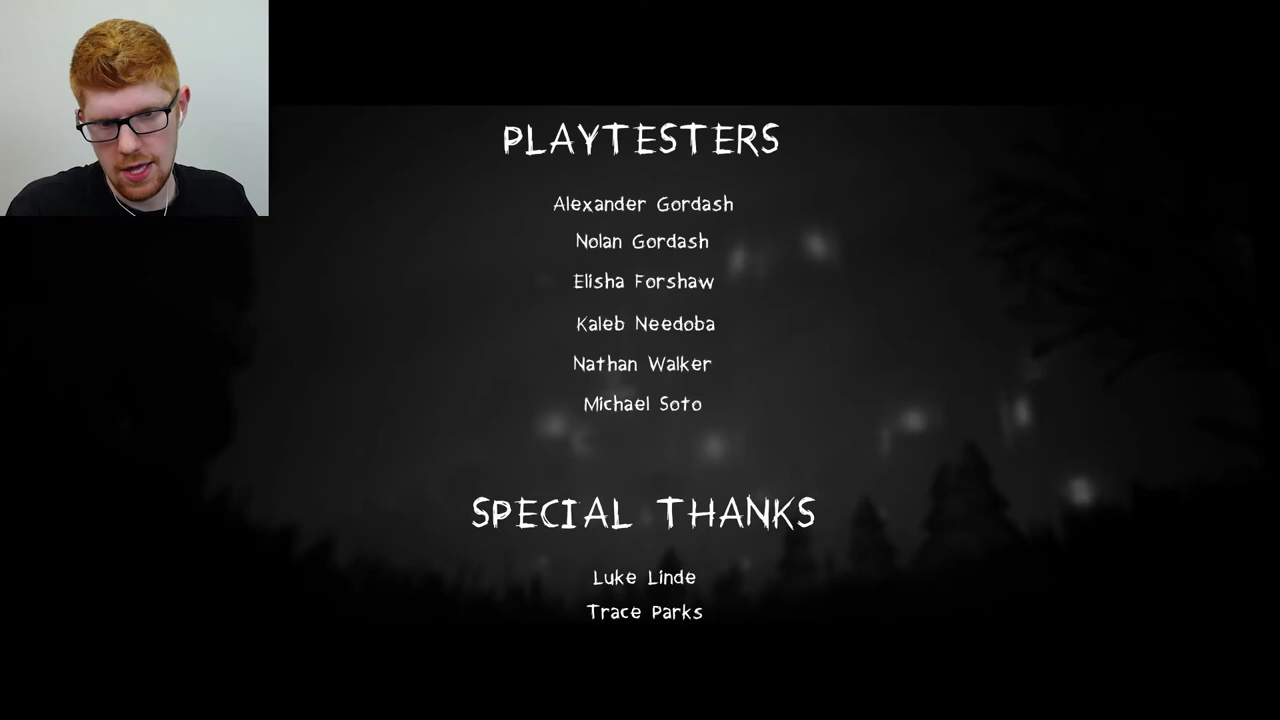 PLAYTESTERS
Alexander Gordash
Nolan Gordash
Elisha Forshaw
Kaleb Needoba
Nathan Walker
Michael Soto
SPECIAL THANKS
Luke Linde
Trace Parks